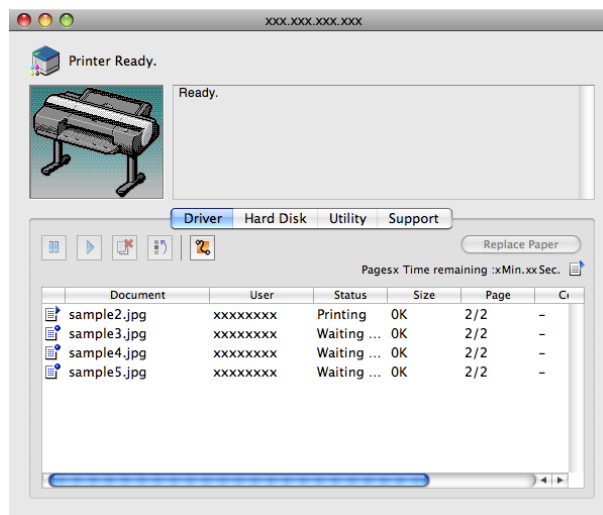 xxx.xxx.xxx.xxx
Printer Ready.
Ready.
Driver Hard Disk Utility Support
Replace Paper
Pagesx Time remaining :xMin.xxSec.
Document User Status Size Page
sample2.jpg xxxxxxxx Printing 0K 2/2 –
sample3.jpg xxxxxxxx Waiting ... 0K 2/2 –
sample4.jpg xxxxxxxx Waiting ... 0K 2/2 –
sample5.jpg xxxxxxxx Waiting ... 0K 2/2 –